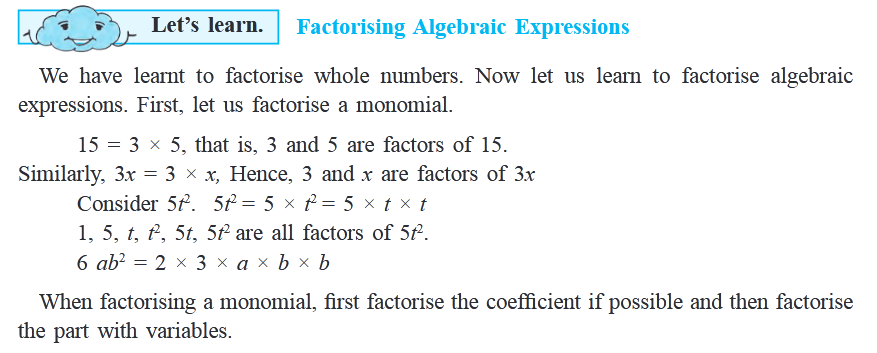 Let's learn. Factorising Algebraic Expressions
We have learnt to factorise whole numbers. Now let us learn to factorise algebraic
expressions. First, let us factorise a monomial.
15 = 3 × 5, that is, 3 and 5 are factors of 15.
Similarly, 3x = 3 × x, Hence, 3 and x are factors of 3x
Consider 5t². 5t² = 5 × t² = 5 × t × t
1, 5, t, t², 5t, 5t² are all factors of 5t².
6 ab² = 2 × 3 × a × b × b
When factorising a monomial, first factorise the coefficient if possible and then factorise
the part with variables.